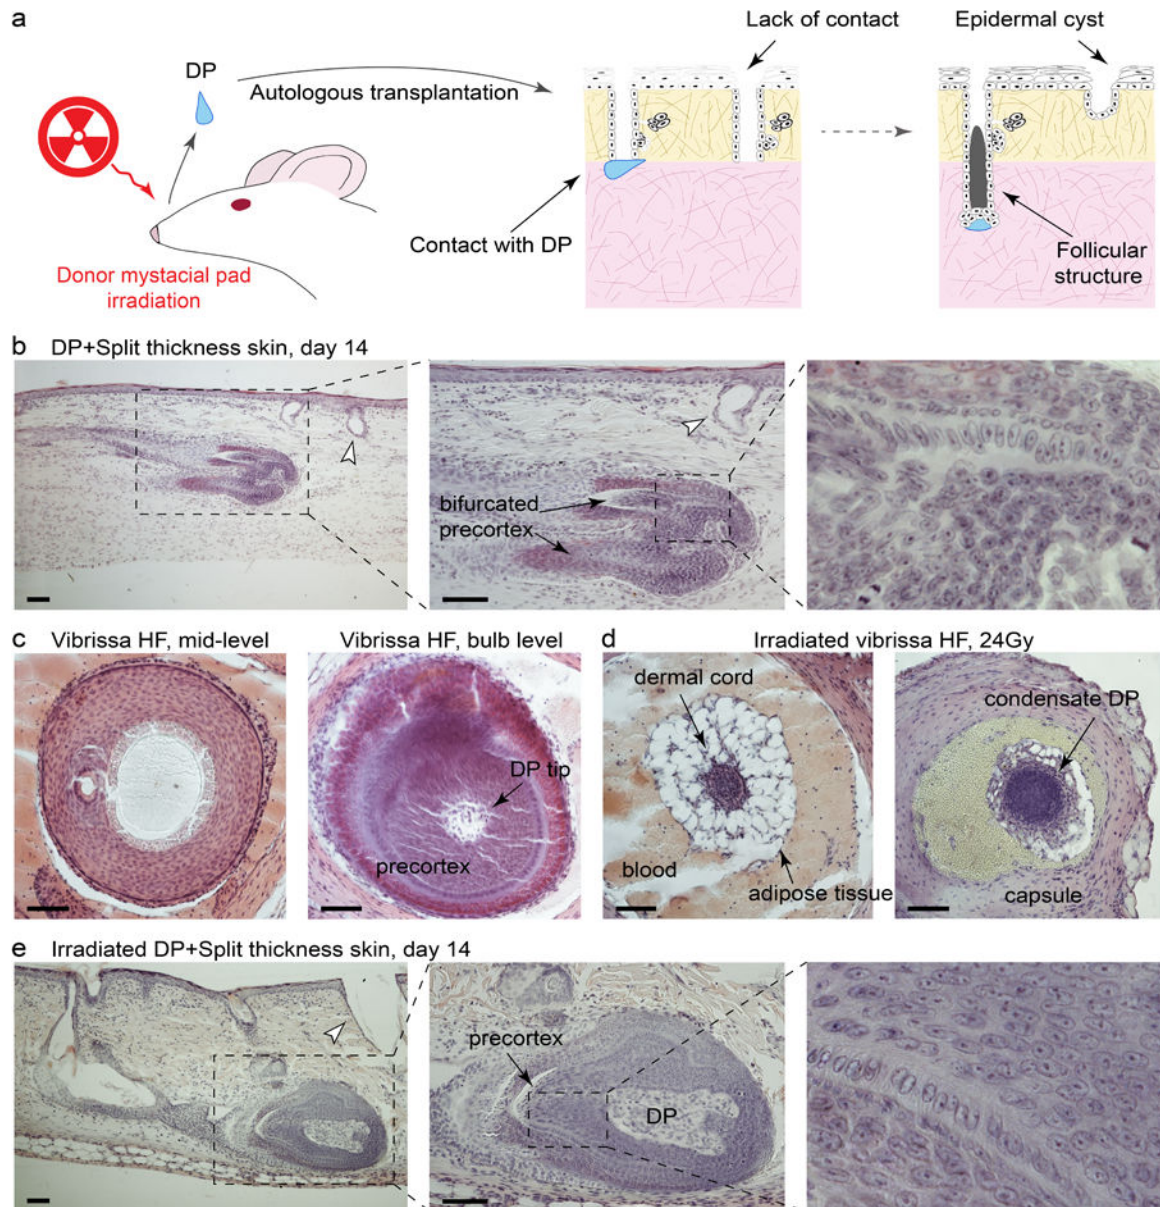 a
DP
Autologous transplantation
Donor mystacial pad
irradiation
Lack of contact
Contact with DP
Epidermal cyst
Follicular
structure
b DP+Split thickness skin, day 14
bifurcated
precortex
c Vibrissa HF, mid-level
Vibrissa HF, bulb level
DP tip
precortex
d Irradiated vibrissa HF, 24Gy
dermal cord
blood
adipose tissue
condensate DP
capsule
e Irradiated DP+Split thickness skin, day 14
precortex
DP